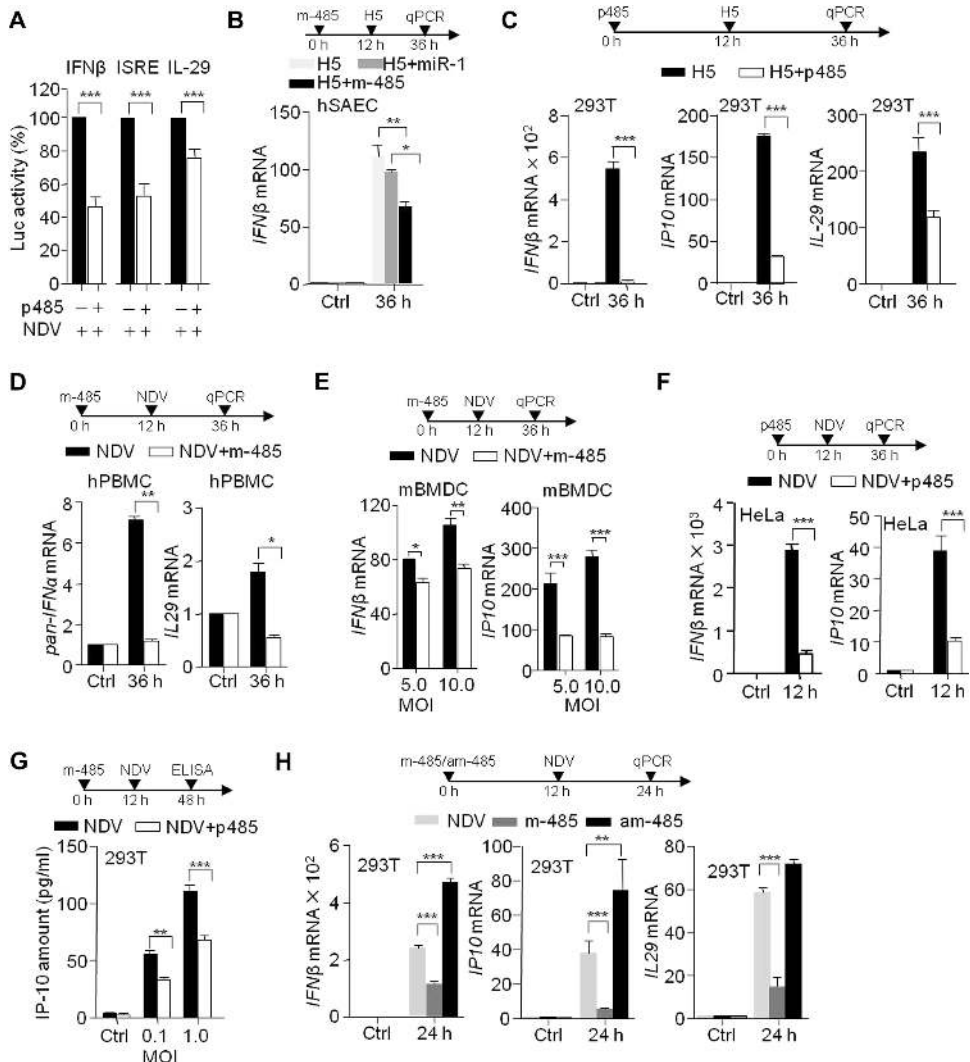 A
IFNβ ISRE IL-29
*** *** ***
120
100
80
60
40
20
0
Luc activity (%)
p485 − + − + − +
NDV + + + + + +
B
m-485 H5 qPCR
0 h 12 h 36 h
H5 H5+miR-1
H5+m-485
hSAEC
150
100
50
0
IFNβ mRNA
**
*
Ctrl 36 h
C
p485 H5 qPCR
0 h 12 h 36 h
H5 H5+p485
293T
8
6
4
2
0
IFNβ mRNA × 10²
***
Ctrl 36 h
293T
200
150
100
50
0
IP10 mRNA
***
Ctrl 36 h
293T
300
200
100
0
IL-29 mRNA
***
Ctrl 36 h
D
m-485 NDV qPCR
0 h 12 h 36 h
NDV NDV+m-485
hPBMC
8
6
4
2
0
pan-IFNα mRNA
**
Ctrl 36 h
hPBMC
3
2
1
0
IL29 mRNA
*
Ctrl 36 h
E
m-485 NDV qPCR
0 h 12 h 36 h
NDV NDV+m-485
mBMDC
120
80
40
0
IFNβ mRNA
* **
5.0 10.0
MOI
mBMDC
400
300
200
100
0
IP10 mRNA
*** ***
5.0 10.0
MOI
F
p485 NDV qPCR
0 h 12 h 36 h
NDV NDV+p485
HeLa
4
3
2
1
0
IFNβ mRNA × 10³
***
Ctrl 12 h
HeLa
50
40
30
20
10
0
IP10 mRNA
***
Ctrl 12 h
G
m-485 NDV ELISA
0 h 12 h 48 h
NDV NDV+p485
293T
150
100
50
0
IP-10 amount (pg/ml)
** ***
Ctrl 0.1 1.0
MOI
H
m-485/am-485 NDV qPCR
0 h 12 h 24 h
NDV m-485 am-485
293T
6
4
2
0
IFNβ mRNA × 10²
***
***
Ctrl 24 h
293T
100
80
60
40
20
0
IP10 mRNA
**
***
Ctrl 24 h
293T
80
60
40
20
0
IL29 mRNA
***
Ctrl 24 h